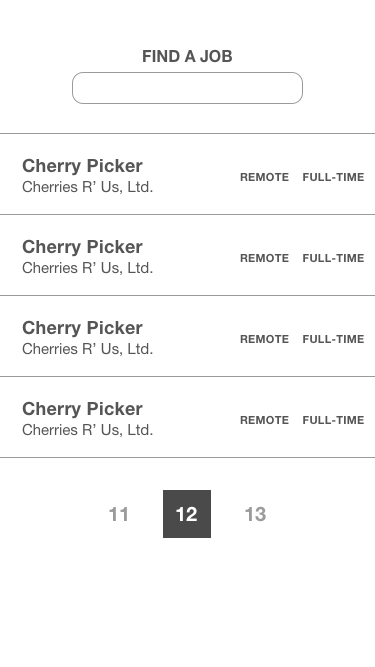 FIND A JOB
Cherry Picker
Cherries R’ Us, Ltd.
REMOTE FULL-TIME
Cherry Picker
Cherries R’ Us, Ltd.
REMOTE FULL-TIME
Cherry Picker
Cherries R’ Us, Ltd.
REMOTE FULL-TIME
Cherry Picker
Cherries R’ Us, Ltd.
REMOTE FULL-TIME
11 12 13